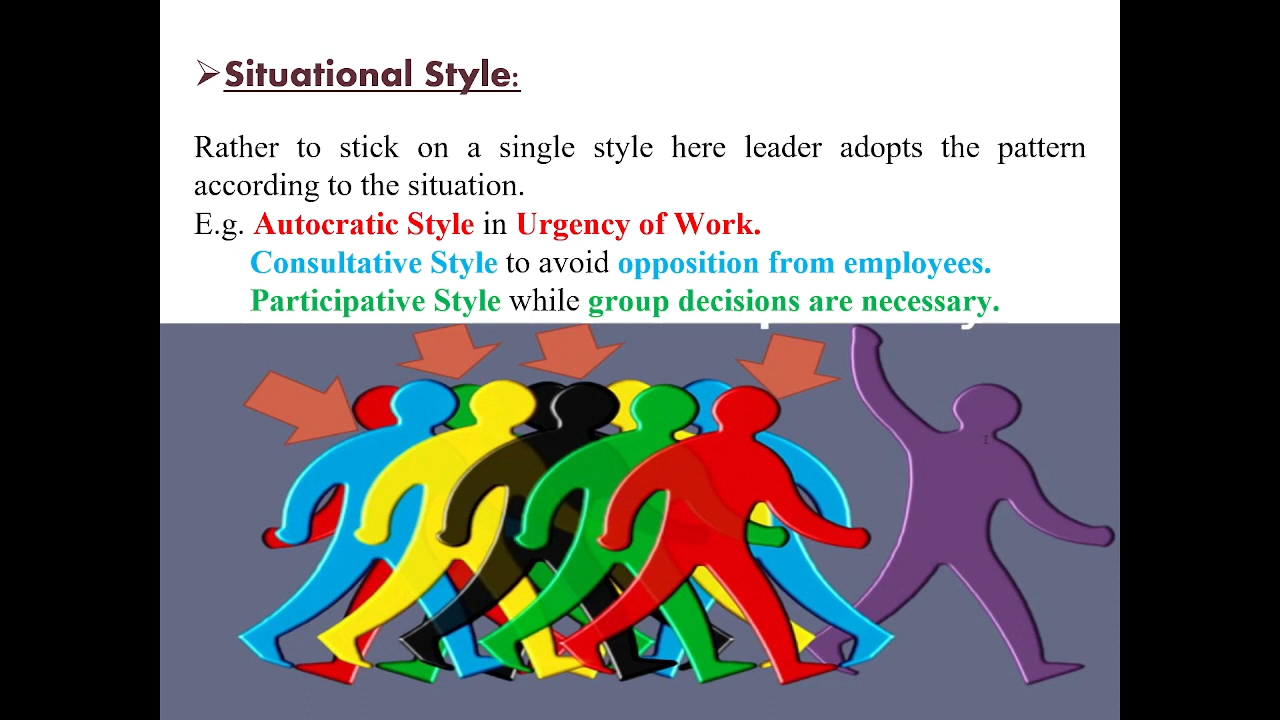 ➢Situational Style:
Rather to stick on a single style here leader adopts the pattern
according to the situation.
E.g. Autocratic Style in Urgency of Work.
Consultative Style to avoid opposition from employees.
Participative Style while group decisions are necessary.